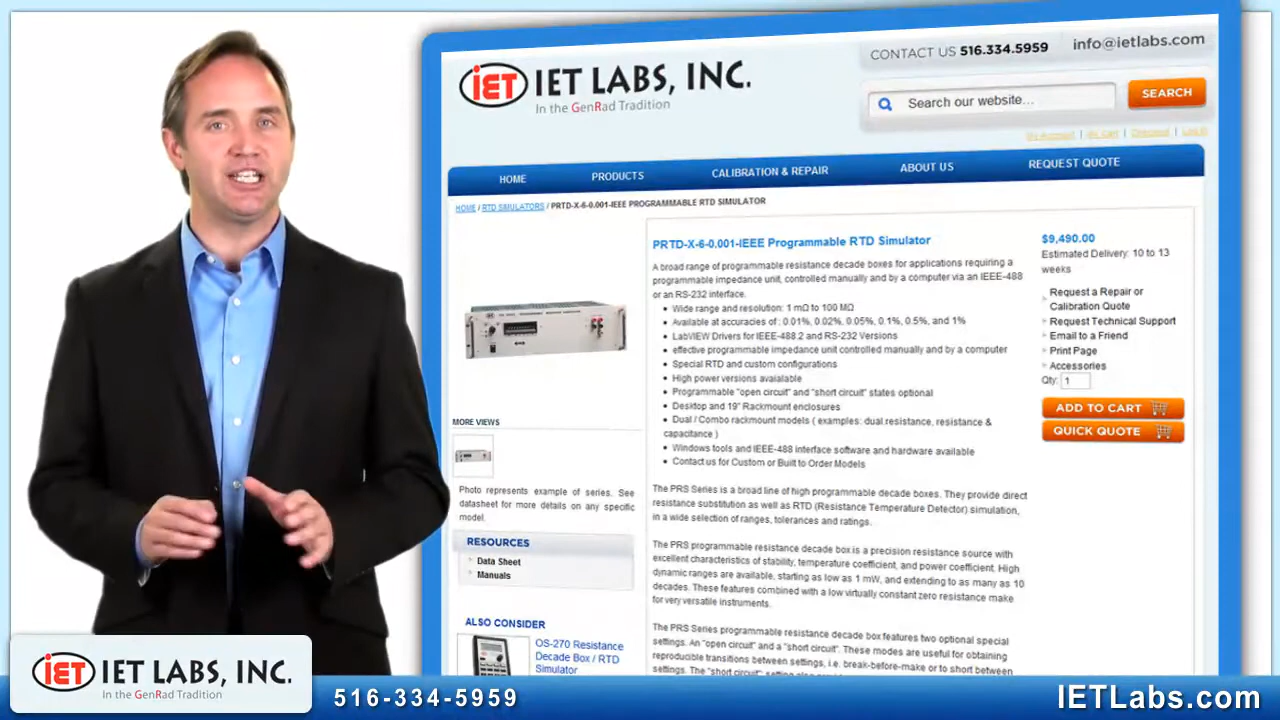 IET IET LABS, INC.
In the GenRad Tradition
CONTACT US 516.334.5959
info@ietlabs.com
Search our website...
SEARCH
My Account | My Cart | Checkout | Log In
HOME
PRODUCTS
CALIBRATION & REPAIR
ABOUT US
REQUEST QUOTE
HOME / RTD SIMULATORS / PRTD-X-6-0.001-IEEE PROGRAMMABLE RTD SIMULATOR
MORE VIEWS
Photo represents example of series. See
datasheet for more details on any specific
model.
RESOURCES
Data Sheet
Manuals
ALSO CONSIDER
OS-270 Resistance
Decade Box / RTD
Simulator
PRTD-X-6-0.001-IEEE Programmable RTD Simulator
A broad range of programmable resistance decade boxes for applications requiring a
programmable impedance unit, controlled manually and by a computer via an IEEE-488
or an RS-232 interface.
Wide range and resolution: 1 mΩ to 100 MΩ
Available at accuracies of : 0.01%, 0.02%, 0.05%, 0.1%, 0.5%, and 1%
LabVIEW Drivers for IEEE-488.2 and RS-232 Versions
effective programmable impedance unit controlled manually and by a computer
Special RTD and custom configurations
High power versions avaialable
Programmable "open circuit" and "short circuit" states optional
Desktop and 19" Rackmount enclosures
Dual / Combo rackmount models ( examples: dual resistance, resistance &
capacitance )
Windows tools and IEEE-488 interface software and hardware available
Contact us for Custom or Built to Order Models
The PRS Series is a broad line of high programmable decade boxes. They provide direct
resistance substitution as well as RTD (Resistance Temperature Detector) simulation,
in a wide selection of ranges, tolerances and ratings.
The PRS programmable resistance decade box is a precision resistance source with
excellent characteristics of stability, temperature coefficient, and power coefficient. High
dynamic ranges are available, starting as low as 1 mW, and extending to as many as 10
decades. These features combined with a low virtually constant zero resistance make
for very versatile instruments.
The PRS Series programmable resistance decade box features two optional special
settings. An "open circuit" and a "short circuit". These modes are useful for obtaining
reproducible transitions between settings, i.e. break-before-make or to short between
settings. The "short circuit" setting also
$9,490.00
Estimated Delivery: 10 to 13
weeks
Request a Repair or
Calibration Quote
Request Technical Support
Email to a Friend
Print Page
Accessories
Qty: 1
ADD TO CART
QUICK QUOTE
IET IET LABS, INC.
In the GenRad Tradition
516-334-5959
IETLabs.com